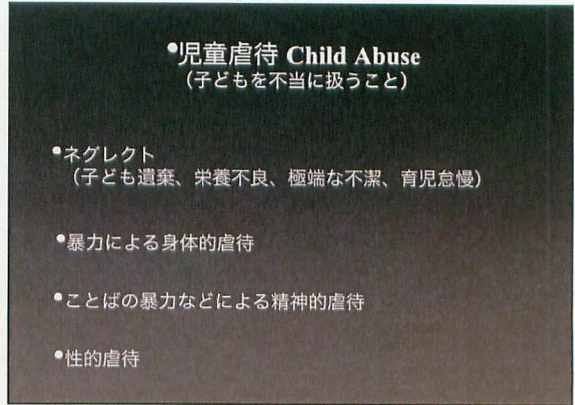 •児童虐待 Child Abuse
（子どもを不当に扱うこと）
•ネグレクト
（子ども遺棄、栄養不良、極端な不潔、育児怠慢）
•暴力による身体的虐待
•ことばの暴力などによる精神的虐待
•性的虐待